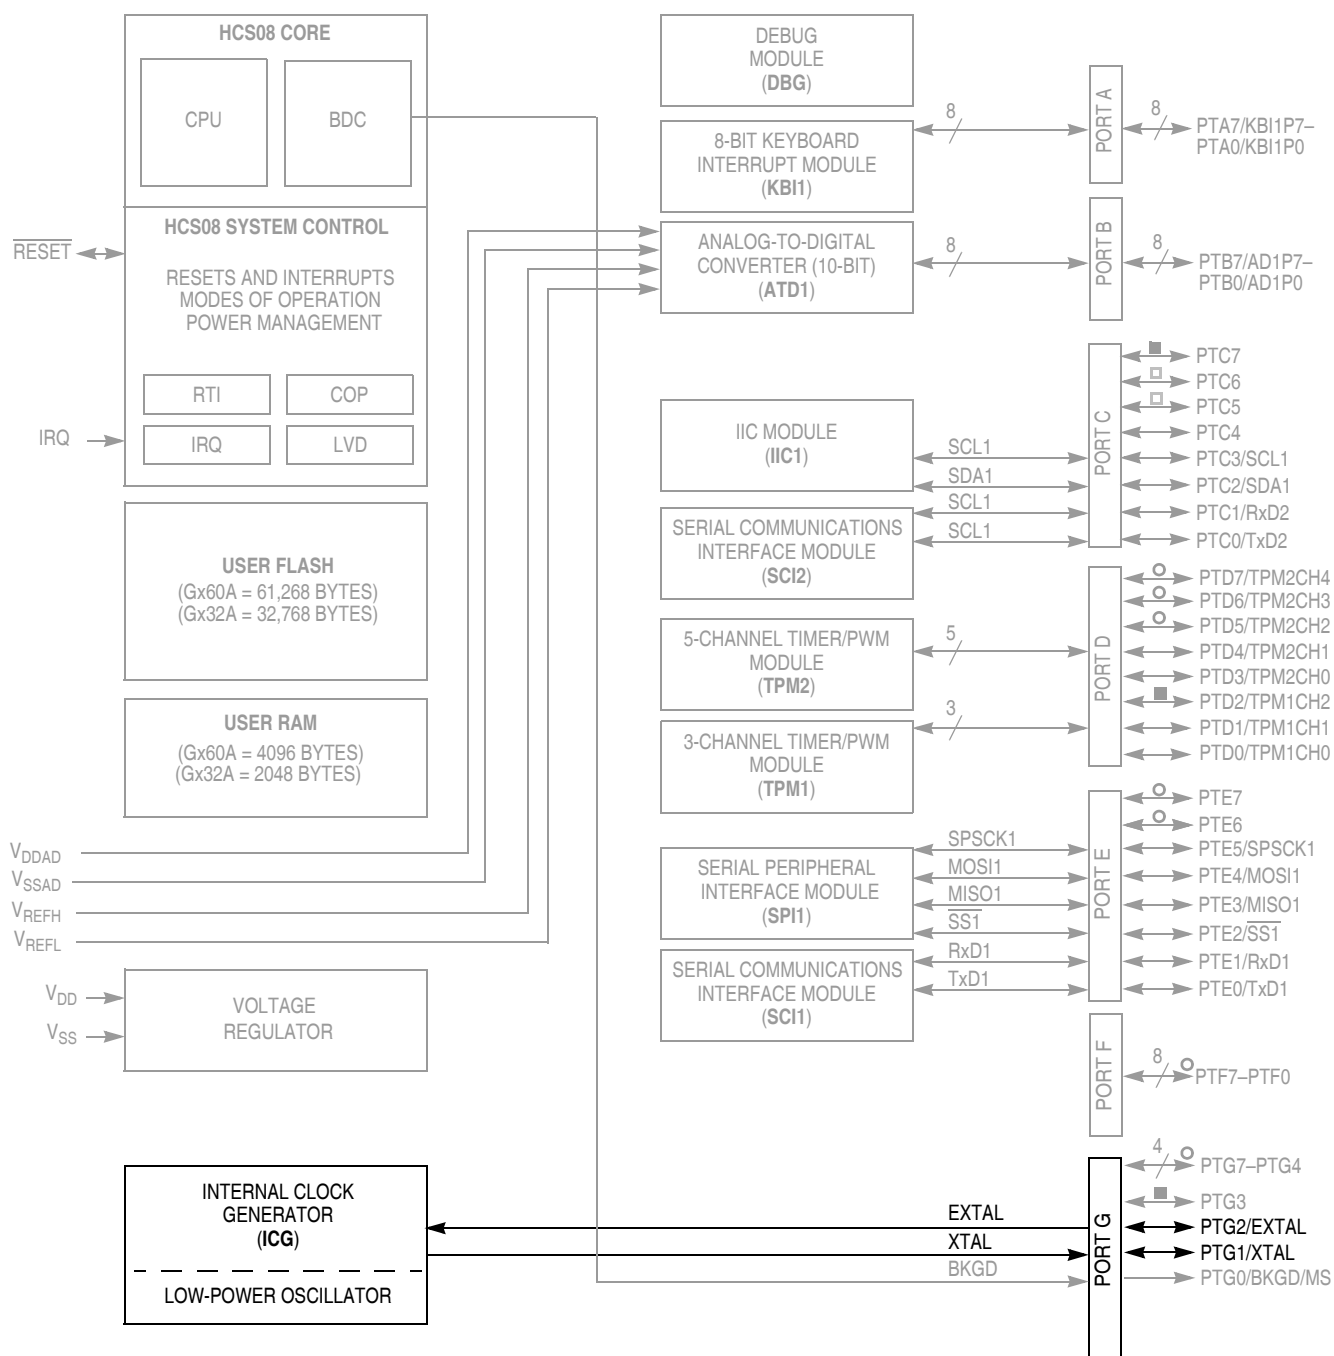 HCS08 CORE
CPU
BDC
HCS08 SYSTEM CONTROL
RESET
RESETS AND INTERRUPTS
MODES OF OPERATION
POWER MANAGEMENT
RTI
COP
IRQ
IRQ
LVD
USER FLASH
(Gx60A = 61,268 BYTES)
(Gx32A = 32,768 BYTES)
USER RAM
(Gx60A = 4096 BYTES)
(Gx32A = 2048 BYTES)
VDDAD
VSSAD
VREFH
VREFL
VDD
VSS
VOLTAGE
REGULATOR
INTERNAL CLOCK
GENERATOR
(ICG)
LOW-POWER OSCILLATOR
DEBUG
MODULE
(DBG)
8-BIT KEYBOARD
INTERRUPT MODULE
(KBI1)
8
PORT A
8
PTA7/KBI1P7–
PTA0/KBI1P0
ANALOG-TO-DIGITAL
CONVERTER (10-BIT)
(ATD1)
8
PORT B
8
PTB7/AD1P7–
PTB0/AD1P0
IIC MODULE
(IIC1)
SCL1
SDA1
SCL1
SCL1
SERIAL COMMUNICATIONS
INTERFACE MODULE
(SCI2)
PORT C
PTC7
PTC6
PTC5
PTC4
PTC3/SCL1
PTC2/SDA1
PTC1/RxD2
PTC0/TxD2
5-CHANNEL TIMER/PWM
MODULE
(TPM2)
5
3-CHANNEL TIMER/PWM
MODULE
(TPM1)
3
PORT D
PTD7/TPM2CH4
PTD6/TPM2CH3
PTD5/TPM2CH2
PTD4/TPM2CH1
PTD3/TPM2CH0
PTD2/TPM1CH2
PTD1/TPM1CH1
PTD0/TPM1CH0
SERIAL PERIPHERAL
INTERFACE MODULE
(SPI1)
SPSCK1
MOSI1
MISO1
SS1
RxD1
TxD1
SERIAL COMMUNICATIONS
INTERFACE MODULE
(SCI1)
PORT E
PTE7
PTE6
PTE5/SPSCK1
PTE4/MOSI1
PTE3/MISO1
PTE2/SS1
PTE1/RxD1
PTE0/TxD1
PORT F
8
PTF7–PTF0
EXTAL
XTAL
BKGD
PORT G
4
PTG7–PTG4
PTG3
PTG2/EXTAL
PTG1/XTAL
PTG0/BKGD/MS